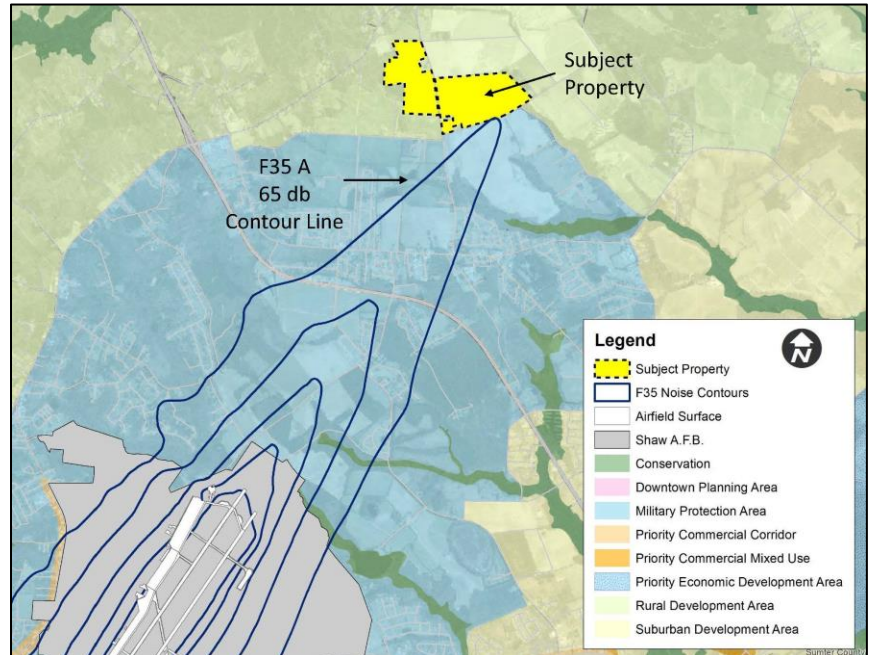 Subject
Property
F35 A
65 db
Contour Line
Legend
N
Subject Property
F35 Noise Contours
Airfield Surface
Shaw A.F.B.
Conservation
Downtown Planning Area
Military Protection Area
Priority Commercial Corridor
Priority Commercial Mixed Use
Priority Economic Development Area
Rural Development Area
Suburban Development Area
Sumter County